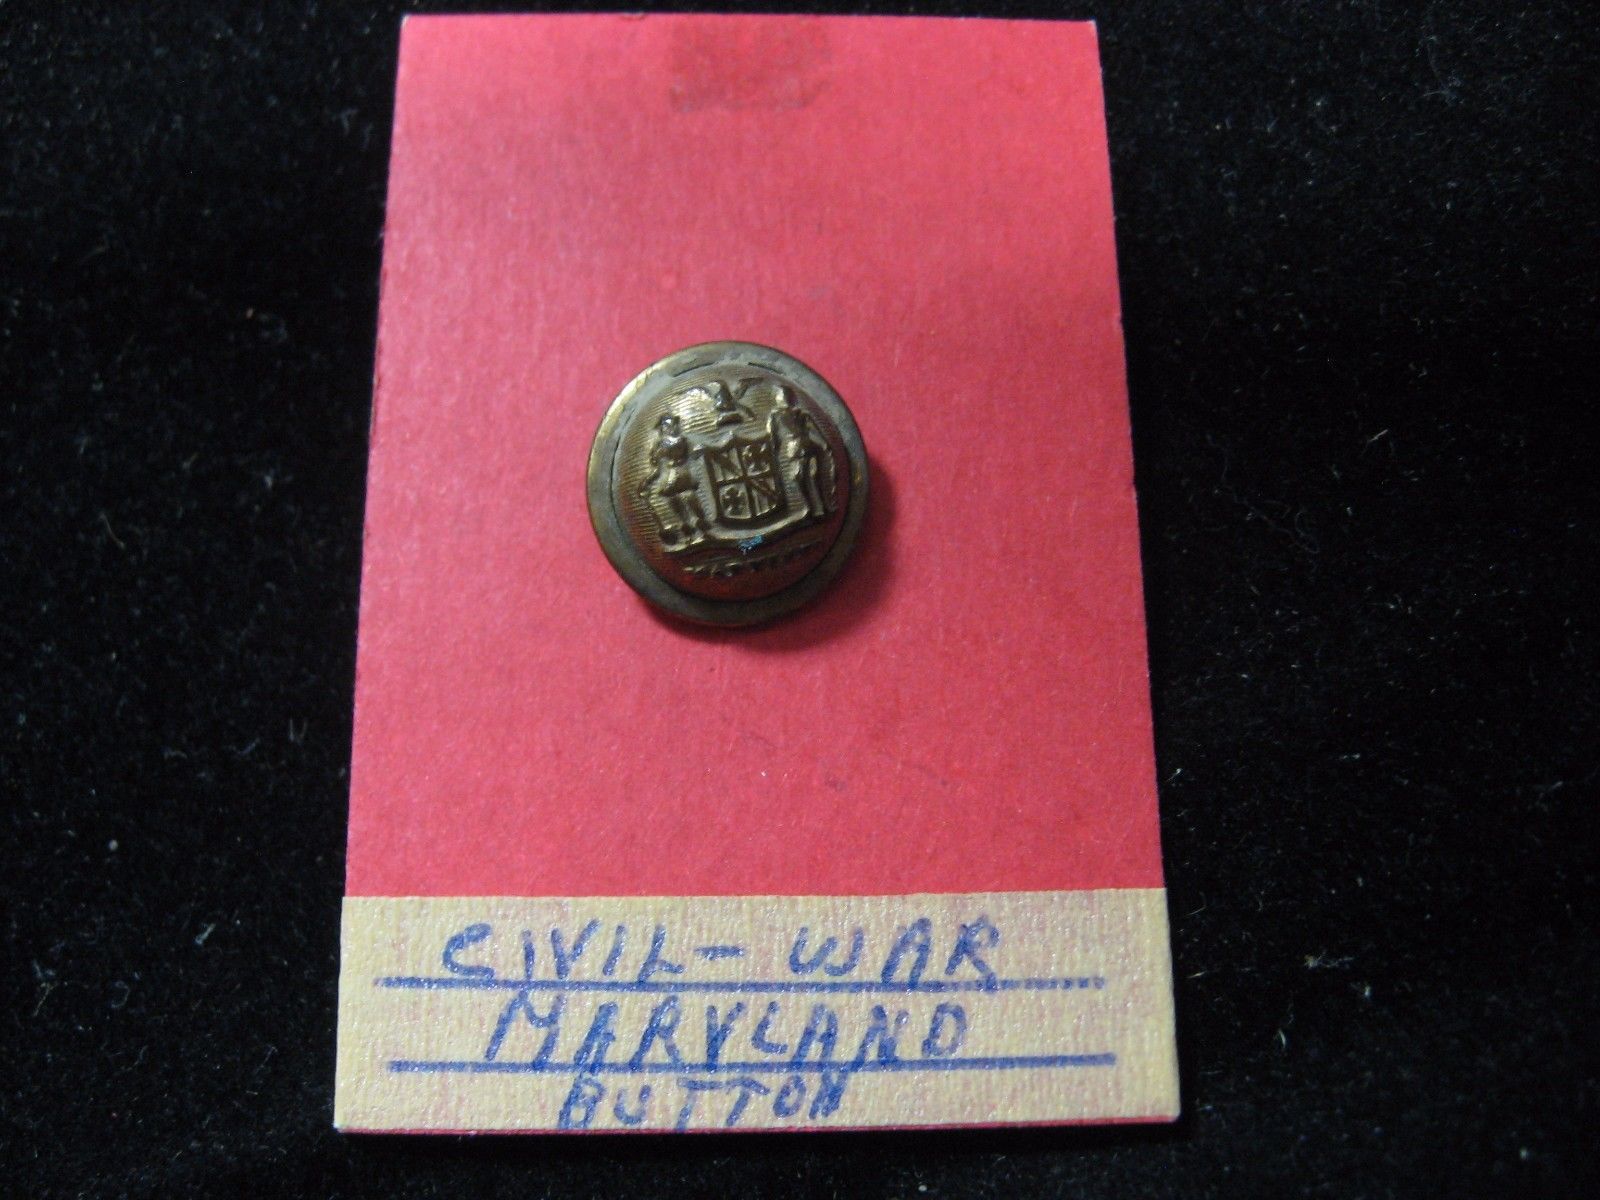 CIVIL - WAR
MARYLAND
BUTTON